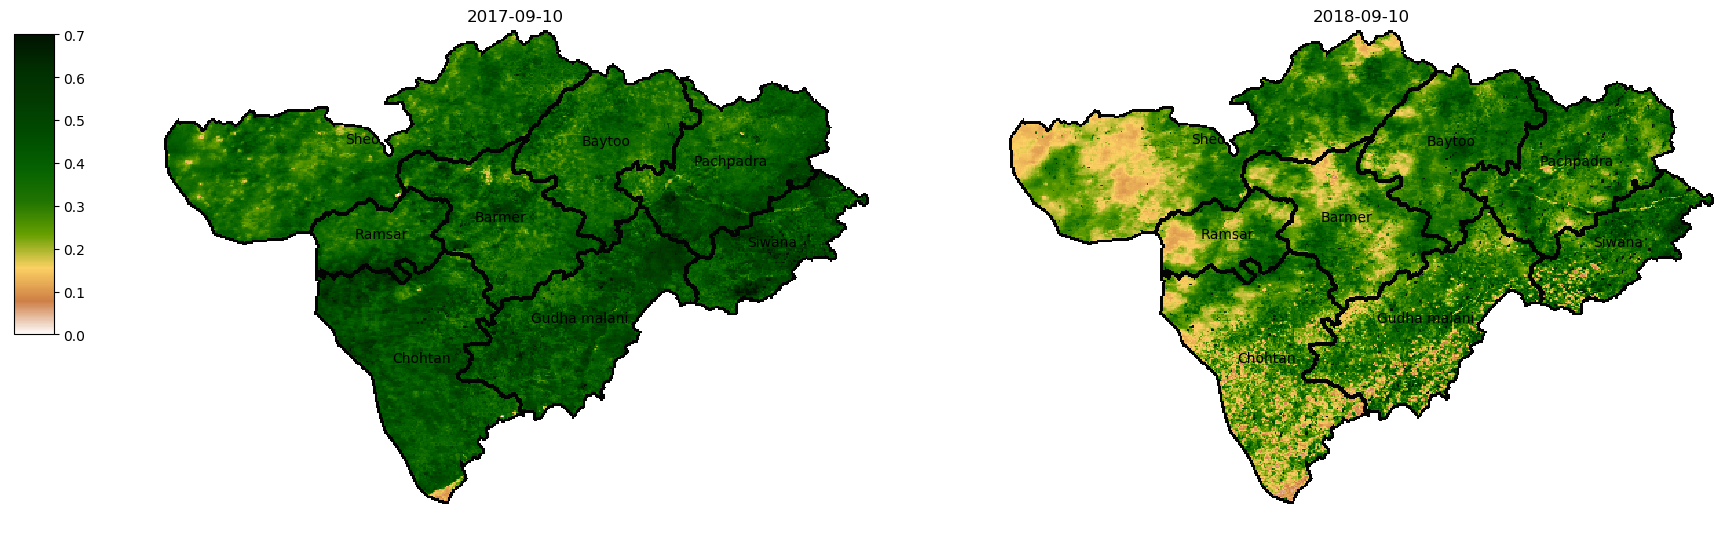 2017-09-10
2018-09-10
0.7
0.6
0.5
0.4
0.3
0.2
0.1
0.0
Sheo
Baytoo
Pachpadra
Barmer
Ramsar
Siwana
Gudha malani
Chohtan
Sheo
Baytoo
Pachpadra
Barmer
Ramsar
Siwana
Gudha malani
Chohtan